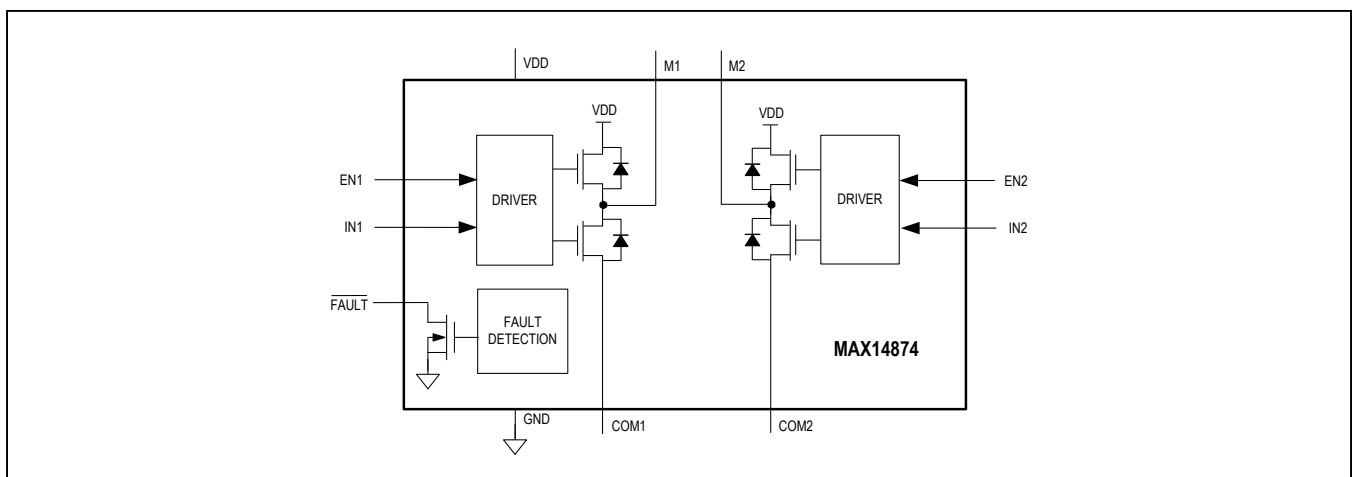 VDD
M1
M2
VDD
VDD
EN1
DRIVER
IN1
EN2
DRIVER
IN2
FAULT
FAULT
DETECTION
MAX14874
GND
COM1
COM2